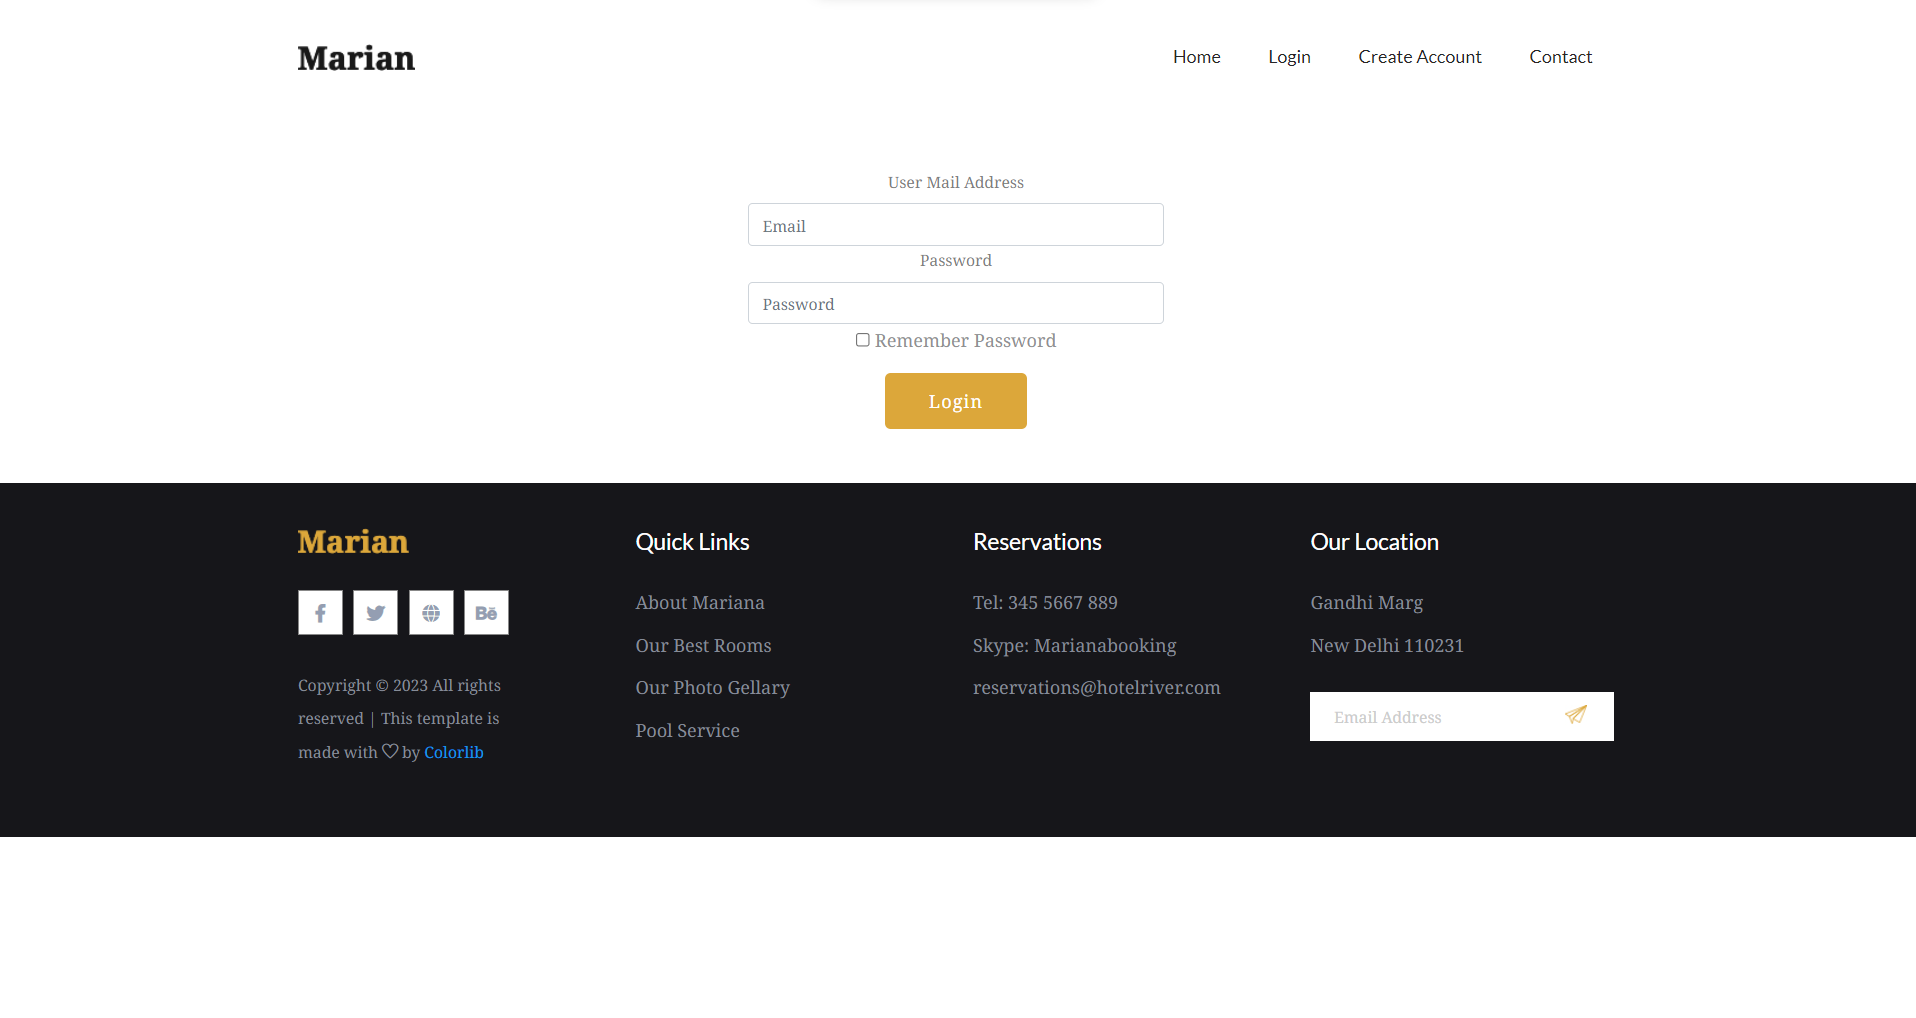 Marian
Home Login Create Account Contact
User Mail Address
Email
Password
Password
Remember Password
Login
Marian
Copyright © 2023 All rights
reserved | This template is
made with ♡ by Colorlib
Quick Links
About Mariana
Our Best Rooms
Our Photo Gellary
Pool Service
Reservations
Tel: 345 5667 889
Skype: Marianabooking
reservations@hotelriver.com
Our Location
Gandhi Marg
New Delhi 110231
Email Address